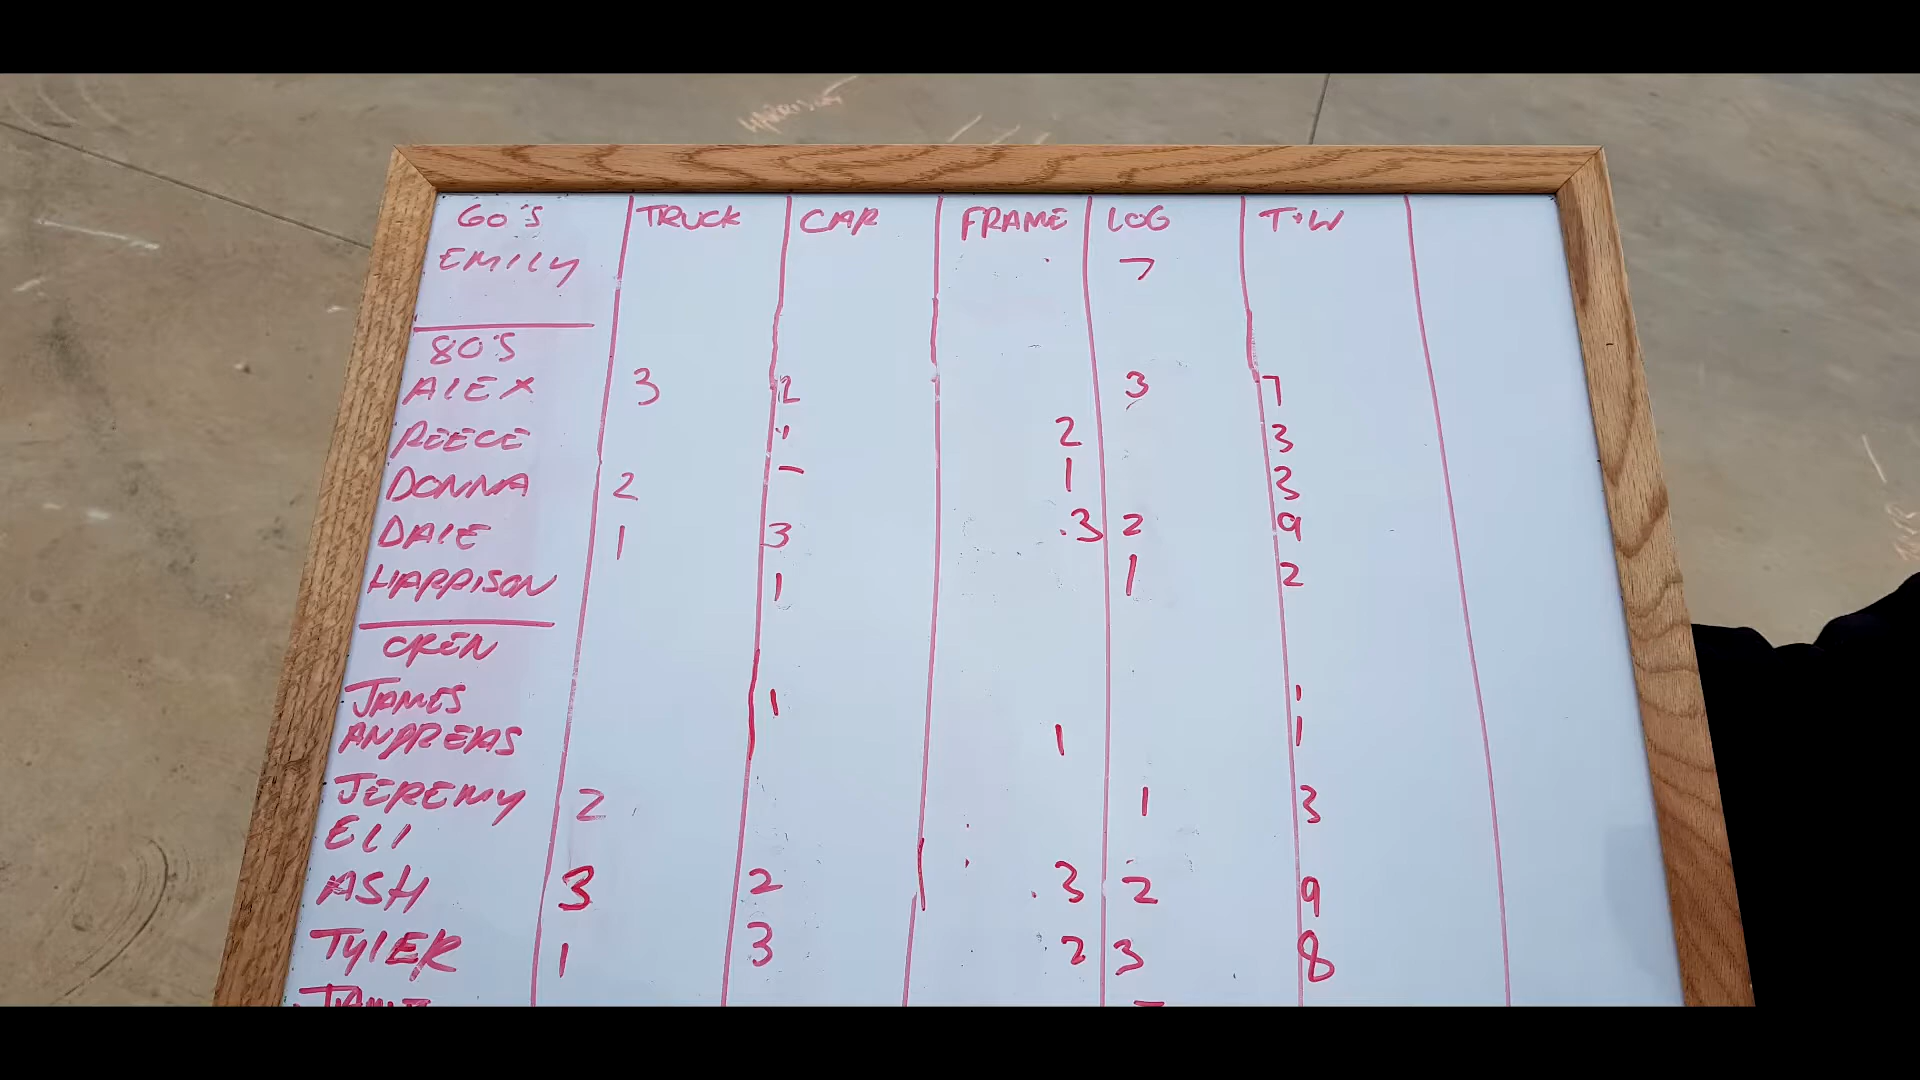 HARRISON
60'S TRUCK CAR FRAME LOG T+W
EMILY 7
80'S
ALEX 3 2 3 7
REECE 1 2 3
DONNA 2 - 1 3
DALE 1 3 3 2 9
HARRISON 1 1 2
OPEN
JAMES 1 1
ANDREAS 1 1
JEREMY 2 1 3
ELI
ASH 3 2 3 2 9
TYLER 1 3 2 3 8